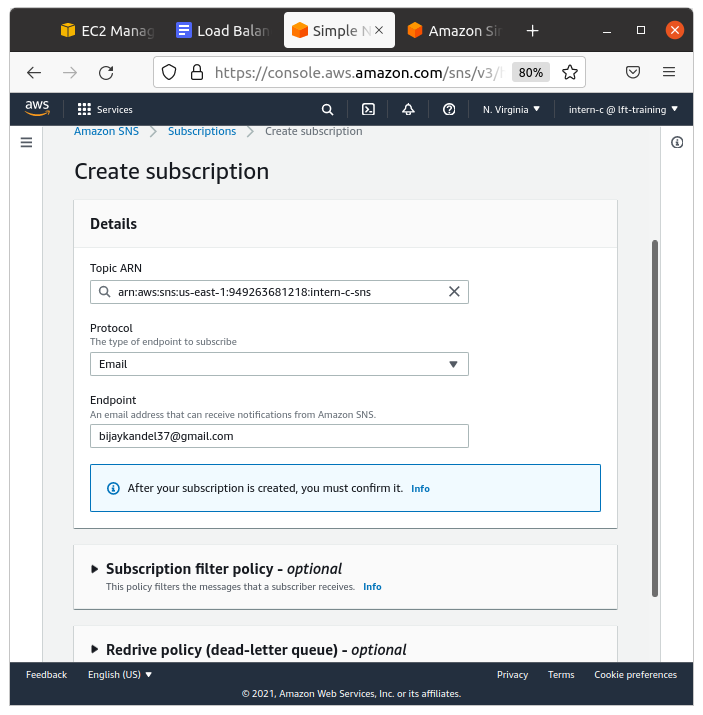 EC2 Manag
Load Balan
Simple N
Amazon Sin
https://console.aws.amazon.com/sns/v3/
80%
aws
Services
N. Virginia
intern-c @ lft-training
Amazon SNS
Subscriptions
Create subscription
Create subscription
Details
Topic ARN
arn:aws:sns:us-east-1:949263681218:intern-c-sns
Protocol
The type of endpoint to subscribe
Email
Endpoint
An email address that can receive notifications from Amazon SNS.
bijaykandel37@gmail.com
After your subscription is created, you must confirm it. Info
Subscription filter policy - optional
This policy filters the messages that a subscriber receives. Info
Redrive policy (dead-letter queue) - optional
Feedback
English (US)
Privacy
Terms
Cookie preferences
© 2021, Amazon Web Services, Inc. or its affiliates.